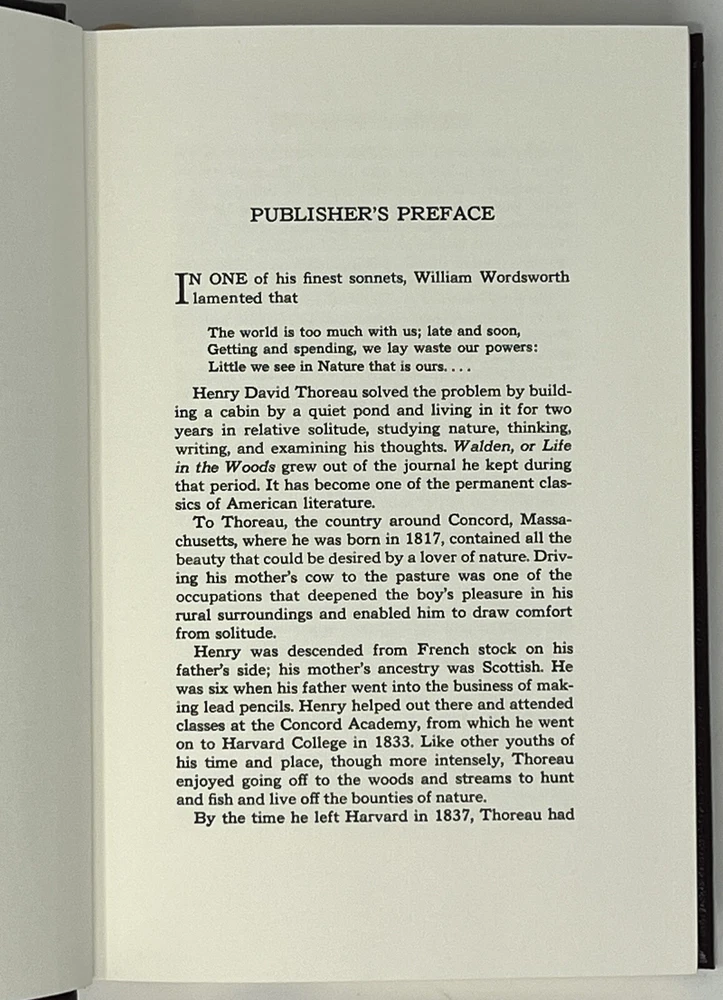 PUBLISHER'S PREFACE
IN ONE of his finest sonnets, William Wordsworth
lamented that
The world is too much with us; late and soon,
Getting and spending, we lay waste our powers:
Little we see in Nature that is ours....
Henry David Thoreau solved the problem by build-
ing a cabin by a quiet pond and living in it for two
years in relative solitude, studying nature, thinking,
writing, and examining his thoughts. Walden, or Life
in the Woods grew out of the journal he kept during
that period. It has become one of the permanent clas-
sics of American literature.
To Thoreau, the country around Concord, Massa-
chusetts, where he was born in 1817, contained all the
beauty that could be desired by a lover of nature. Driv-
ing his mother's cow to the pasture was one of the
occupations that deepened the boy's pleasure in his
rural surroundings and enabled him to draw comfort
from solitude.
Henry was descended from French stock on his
father's side; his mother's ancestry was Scottish. He
was six when his father went into the business of mak-
ing lead pencils. Henry helped out there and attended
classes at the Concord Academy, from which he went
on to Harvard College in 1833. Like other youths of
his time and place, though more intensely, Thoreau
enjoyed going off to the woods and streams to hunt
and fish and live off the bounties of nature.
By the time he left Harvard in 1837, Thoreau had